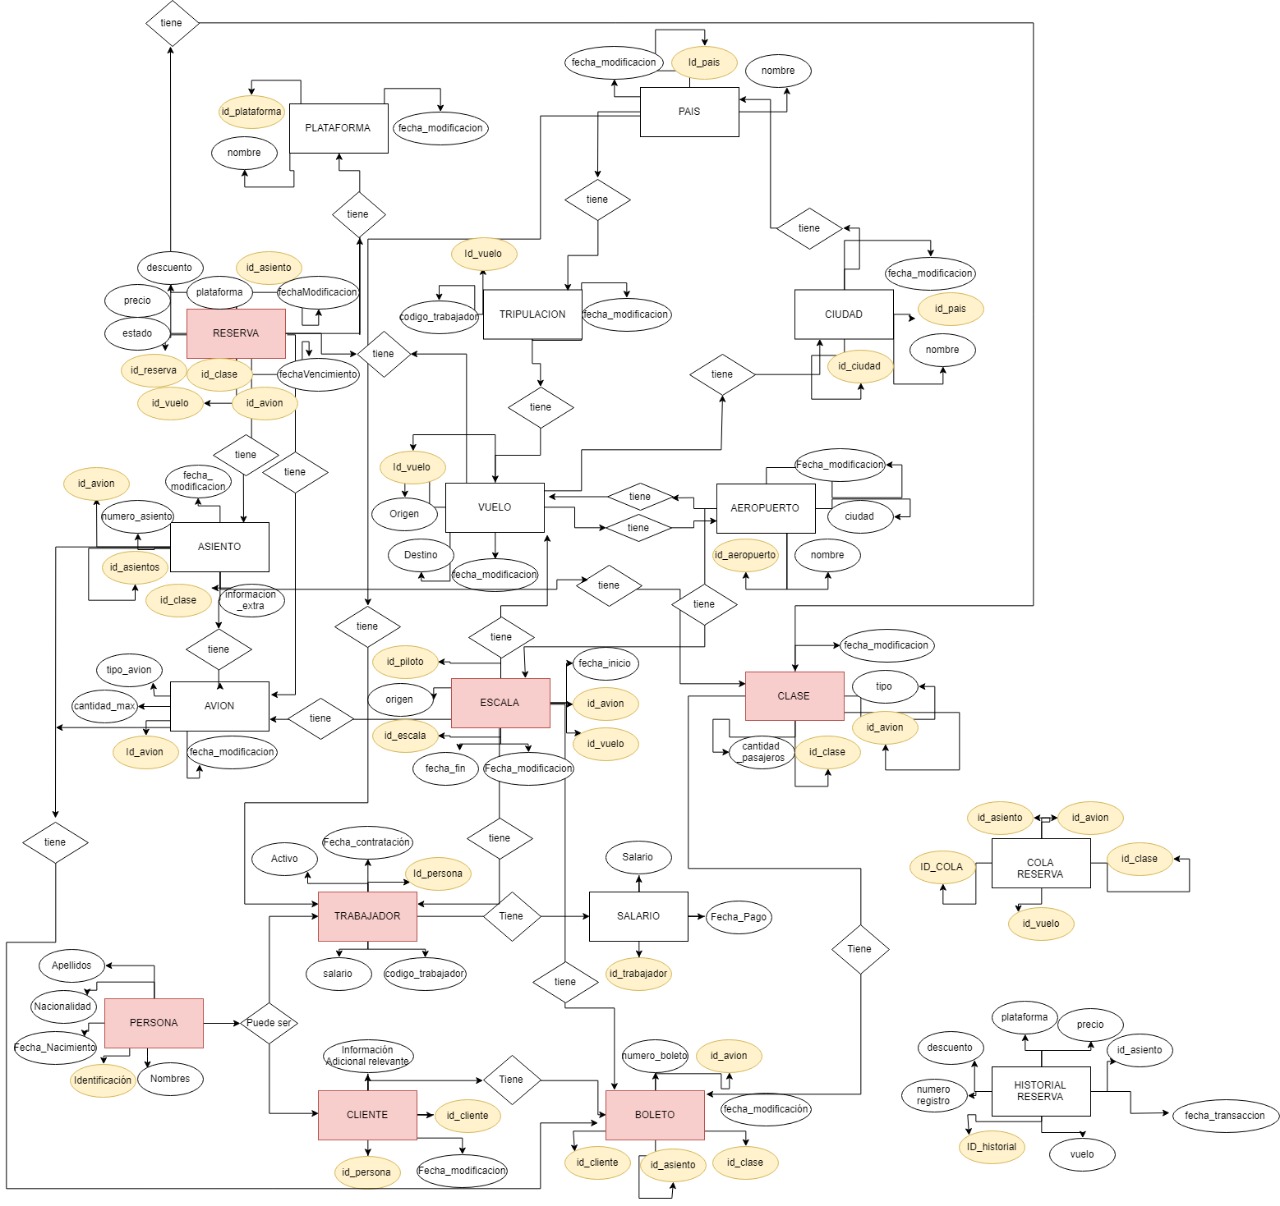 tiene
fecha_modificacion
Id_pais
nombre
PAIS
id_plataforma
PLATAFORMA
fecha_modificacion
nombre
tiene
tiene
tiene
Id_vuelo
descuento
id_asiento
fecha_modificacion
precio
plataforma
fechaModificacion
id_pais
RESERVA
codigo_trabajador
TRIPULACION
fecha_modificacion
CIUDAD
estado
nombre
tiene
id_reserva
id_clase
fechaVencimiento
tiene
id_ciudad
id_vuelo
id_avion
tiene
tiene
tiene
Id_vuelo
Fecha_modificacion
id_avion
fecha_
modificacion
tiene
numero_asiento
Origen
VUELO
AEROPUERTO
ciudad
tiene
ASIENTO
Destino
id_aeropuerto
nombre
id_asientos
fecha_modificacion
tiene
id_clase
informacion
_extra
tiene
tiene
tiene
tiene
fecha_modificacion
tipo_avion
id_piloto
fecha_inicio
cantidad_max
AVION
origen
ESCALA
id_avion
CLASE
tipo
tiene
id_escala
id_vuelo
id_avion
Id_avion
fecha_modificacion
cantidad
_pasajeros
id_clase
fecha_fin
Fecha_modificacion
id_asiento
id_avion
tiene
Fecha_contratación
tiene
Activo
Salario
id_clase
Id_persona
ID_COLA
COLA
RESERVA
TRABAJADOR
Tiene
SALARIO
Fecha_Pago
id_vuelo
Tiene
Apellidos
salario
codigo_trabajador
id_trabajador
tiene
Nacionalidad
plataforma
precio
PERSONA
Puede ser
Fecha_Nacimiento
descuento
id_asiento
Información
Adicional relevante
numero_boleto
id_avion
Identificación
Nombres
Tiene
HISTORIAL
RESERVA
numero
registro
CLIENTE
id_cliente
BOLETO
fecha_modificación
fecha_transaccion
ID_historial
vuelo
id_persona
Fecha_modificacion
id_cliente
id_asiento
id_clase